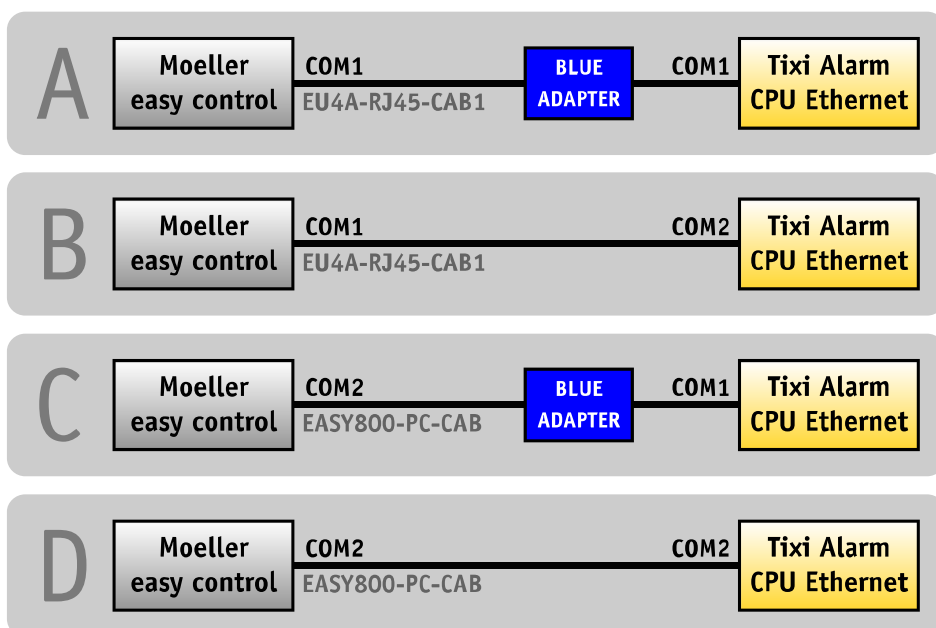 A
Moeller
easy control
COM1
EU4A-RJ45-CAB1
BLUE
ADAPTER
COM1
Tixi Alarm
CPU Ethernet
B
Moeller
easy control
COM1
EU4A-RJ45-CAB1
COM2
Tixi Alarm
CPU Ethernet
C
Moeller
easy control
COM2
EASY800-PC-CAB
BLUE
ADAPTER
COM1
Tixi Alarm
CPU Ethernet
D
Moeller
easy control
COM2
EASY800-PC-CAB
COM2
Tixi Alarm
CPU Ethernet